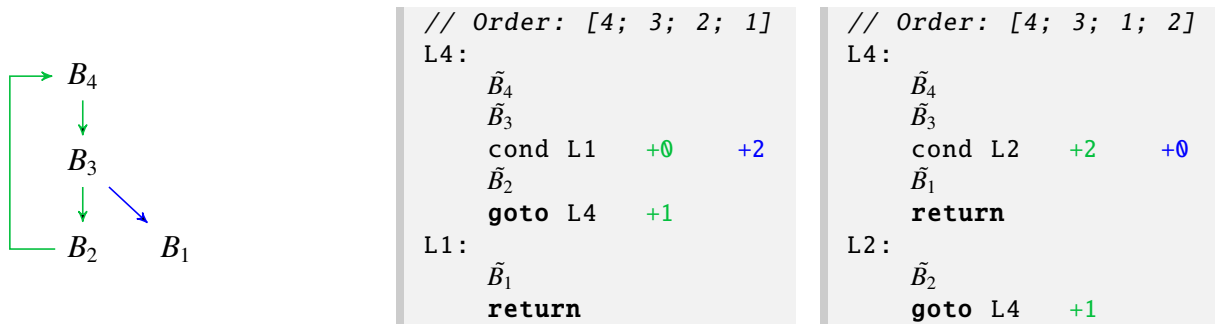 B₄
B₃
B₂ B₁
// Order: [4; 3; 2; 1]
L4:
B̃₄
B̃₃
cond L1 +0 +2
B̃₂
goto L4 +1
L1:
B̃₁
return
// Order: [4; 3; 1; 2]
L4:
B̃₄
B̃₃
cond L2 +2 +0
B̃₁
return
L2:
B̃₂
goto L4 +1